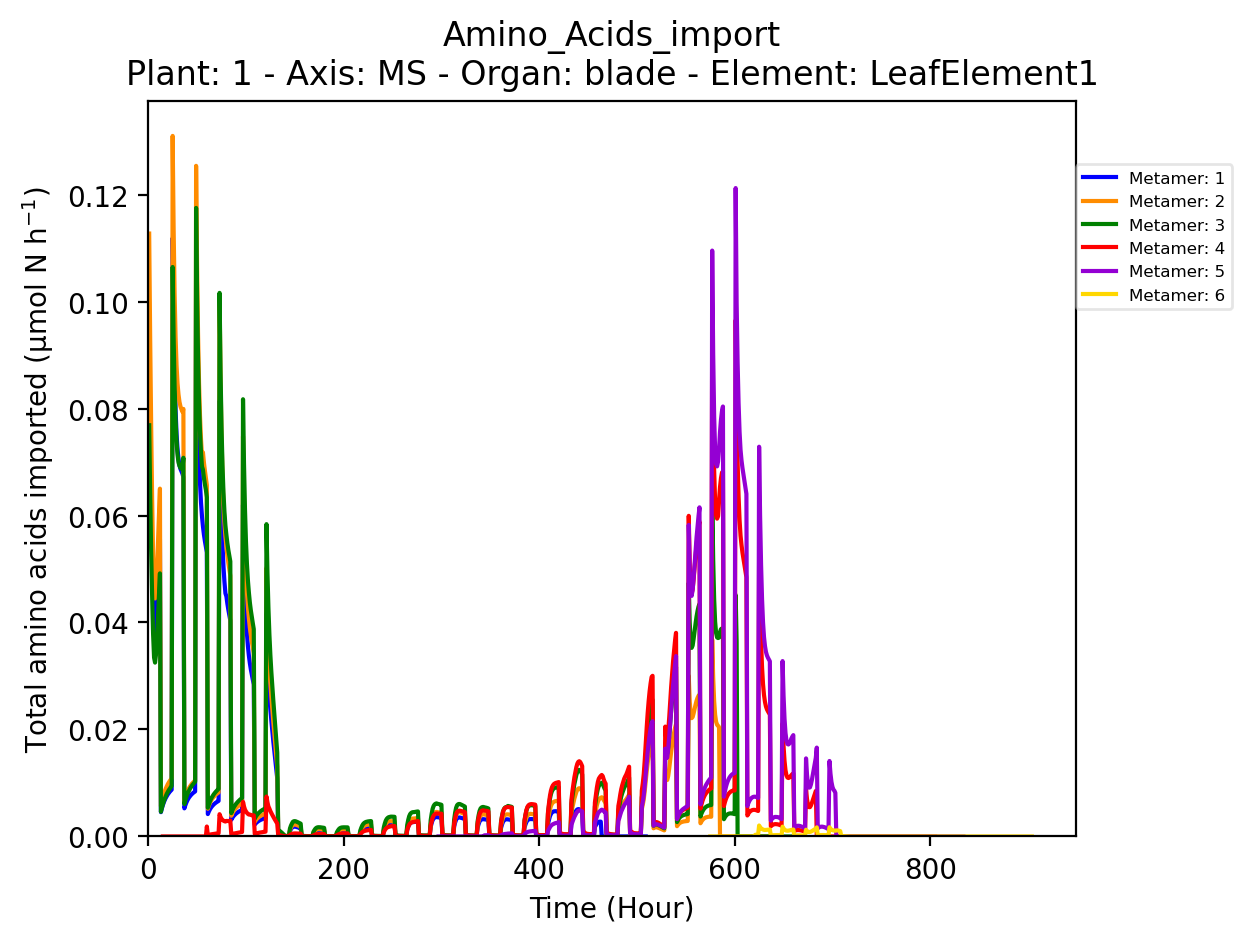 Amino_Acids_import
Plant: 1 - Axis: MS - Organ: blade - Element: LeafElement1
Total amino acids imported (µmol N h⁻¹)
0.12
0.10
0.08
0.06
0.04
0.02
0.00
0 200 400 600 800
Time (Hour)
Metamer: 1
Metamer: 2
Metamer: 3
Metamer: 4
Metamer: 5
Metamer: 6